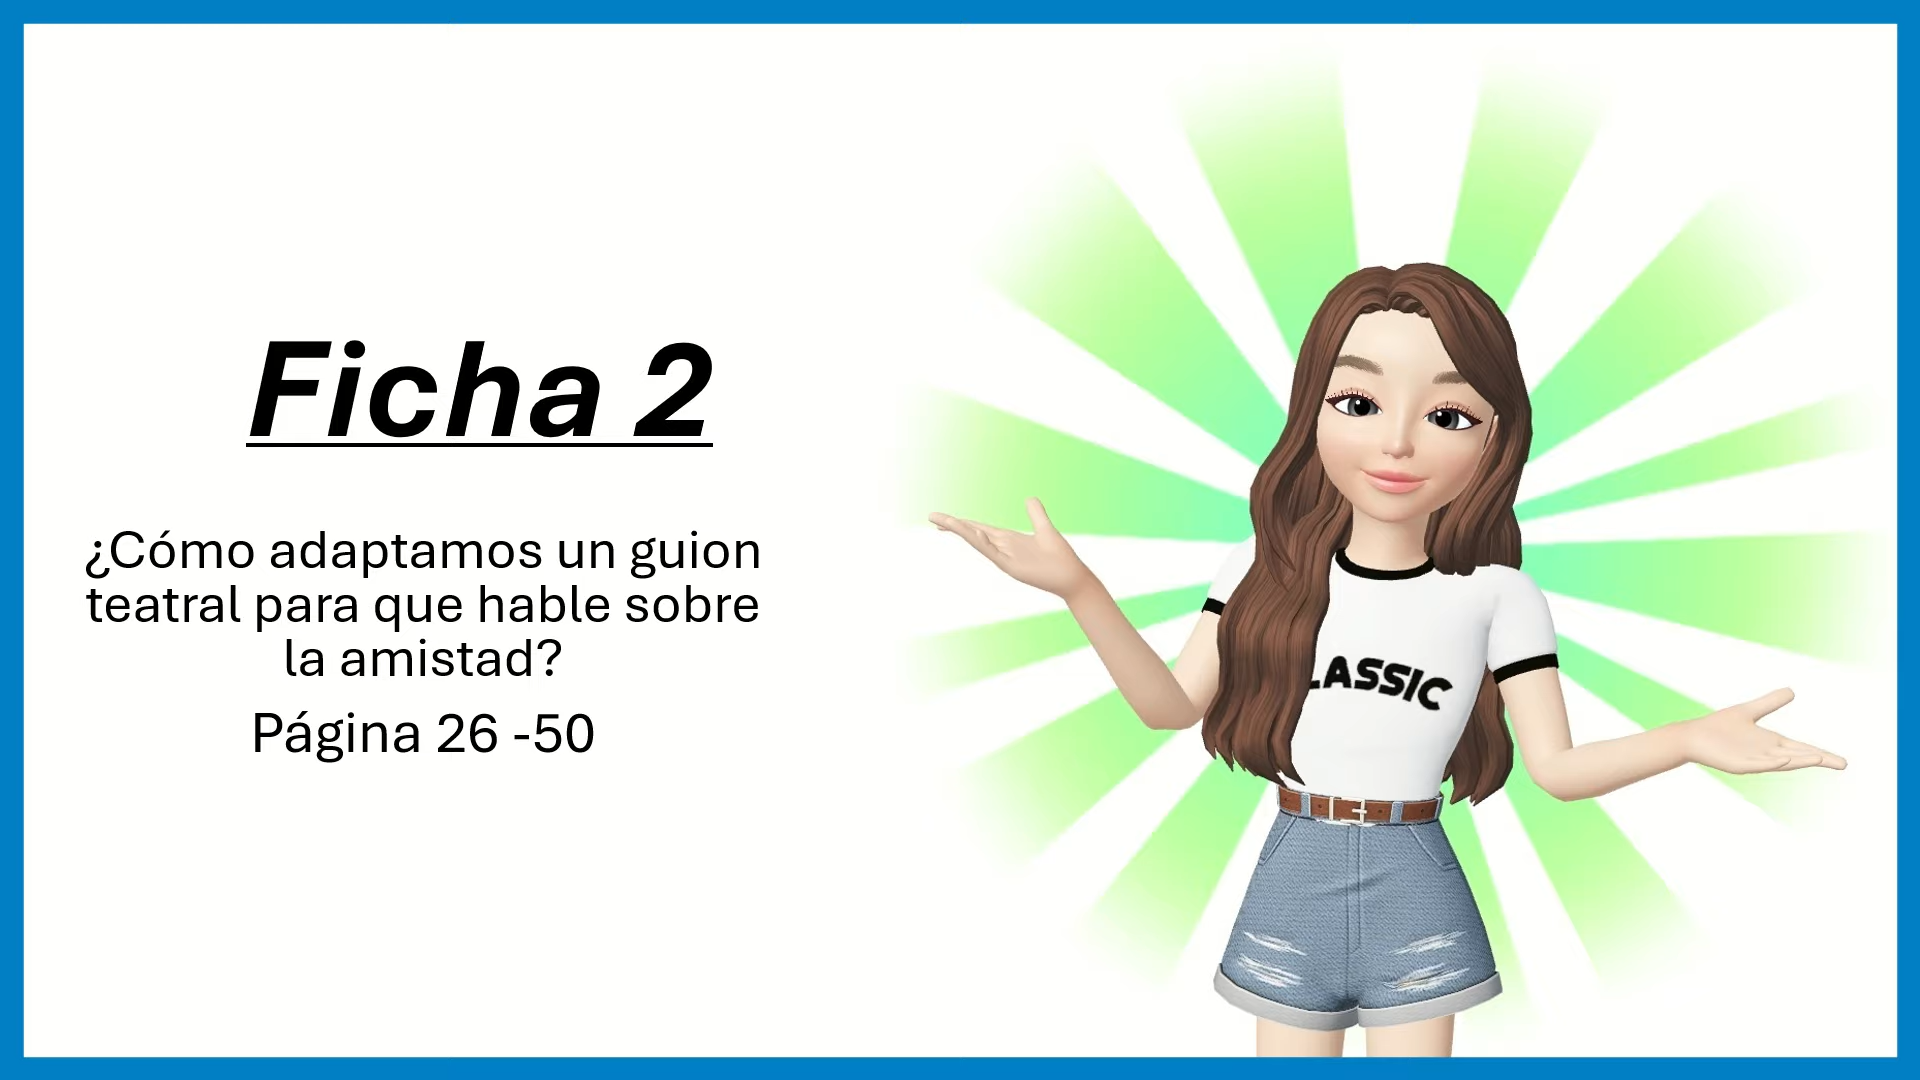 Ficha 2
¿Cómo adaptamos un guion
teatral para que hable sobre
la amistad?
Página 26 -50
LASSIC